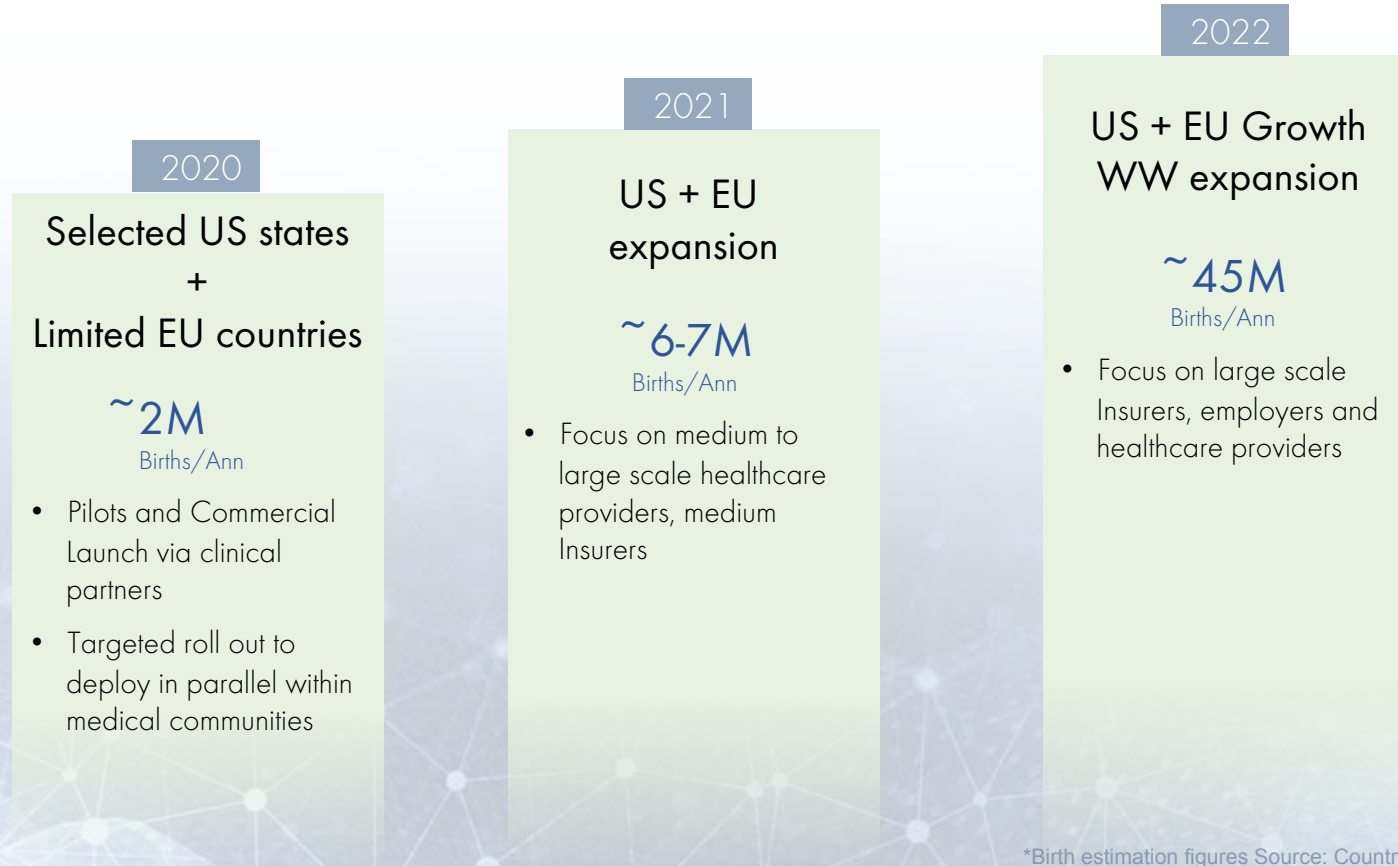 2020
Selected US states
+
Limited EU countries
~2M
Births/Ann
• Pilots and Commercial
Launch via clinical
partners
• Targeted roll out to
deploy in parallel within
medical communities
2021
US + EU
expansion
~6-7M
Births/Ann
• Focus on medium to
large scale healthcare
providers, medium
Insurers
2022
US + EU Growth
WW expansion
~45M
Births/Ann
• Focus on large scale
Insurers, employers and
healthcare providers
*Birth estimation figures Source: